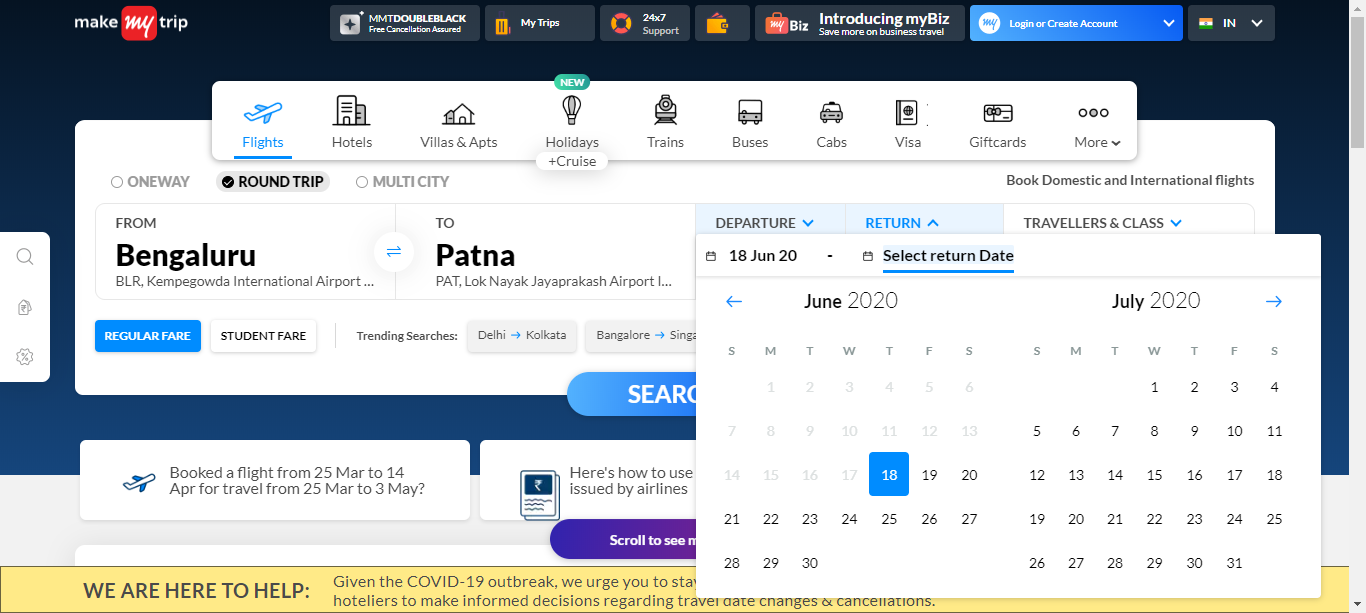 make my trip
MMTDOUBLEBLACK
Free Cancellation Assured
My Trips
24x7
Support
my Biz
Introducing myBiz
Save more on business travel
my
Login or Create Account
IN
NEW
Flights
Hotels
Villas & Apts
Holidays
+Cruise
Trains
Buses
Cabs
Visa
Giftcards
More
ONEWAY
ROUND TRIP
MULTI CITY
Book Domestic and International flights
FROM
Bengaluru
BLR, Kempegowda International Airport ...
TO
Patna
PAT, Lok Nayak Jayaprakash Airport I...
DEPARTURE
RETURN
TRAVELLERS & CLASS
18 Jun 20 - Select return Date
June 2020
S M T W T F S
1 2 3 4 5 6
7 8 9 10 11 12 13
14 15 16 17 18 19 20
21 22 23 24 25 26 27
28 29 30
July 2020
S M T W T F S
1 2 3 4
5 6 7 8 9 10 11
12 13 14 15 16 17 18
19 20 21 22 23 24 25
26 27 28 29 30 31
REGULAR FARE
STUDENT FARE
Trending Searches:
Delhi → Kolkata
Bangalore → Singa
SEARC
Booked a flight from 25 Mar to 14
Apr for travel from 25 Mar to 3 May?
₹
Here's how to use
issued by airlines
Scroll to see m
WE ARE HERE TO HELP:
Given the COVID-19 outbreak, we urge you to stay
hoteliers to make informed decisions regarding travel date changes & cancellations.